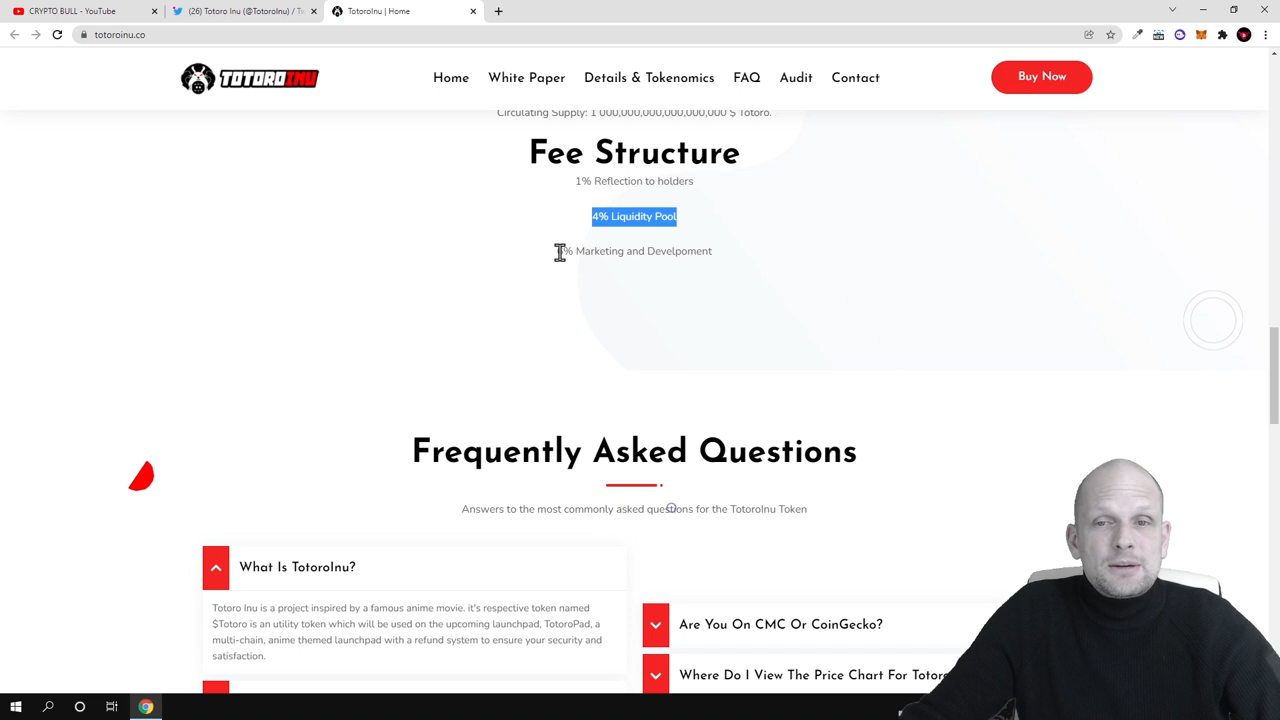 CRYPTO BULL - YouTube
(26) Totoro Inu (@TotoroInu) / Tw
TotoroInu | Home
totoroinu.co
TOTOROINU
Home
White Paper
Details & Tokenomics
FAQ
Audit
Contact
Buy Now
Circulating Supply: 1 000,000,000,000,000,000 $ Totoro.
Fee Structure
1% Reflection to holders
4% Liquidity Pool
% Marketing and Develpoment
Frequently Asked Questions
Answers to the most commonly asked questions for the TotoroInu Token
What Is TotoroInu?
Totoro Inu is a project inspired by a famous anime movie. it's respective token named
$Totoro is an utility token which will be used on the upcoming launchpad, TotoroPad, a
multi-chain, anime themed launchpad with a refund system to ensure your security and
satisfaction.
Are You On CMC Or CoinGecko?
Where Do I View The Price Chart For Totoro